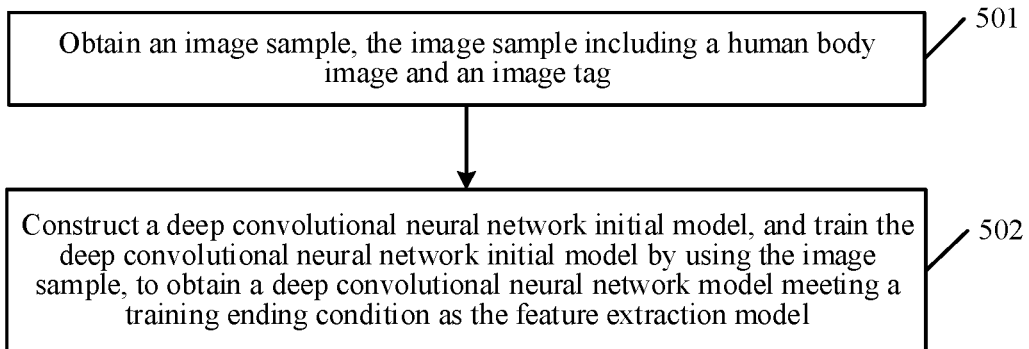 501
Obtain an image sample, the image sample including a human body
image and an image tag
502
Construct a deep convolutional neural network initial model, and train the
deep convolutional neural network initial model by using the image
sample, to obtain a deep convolutional neural network model meeting a
training ending condition as the feature extraction model